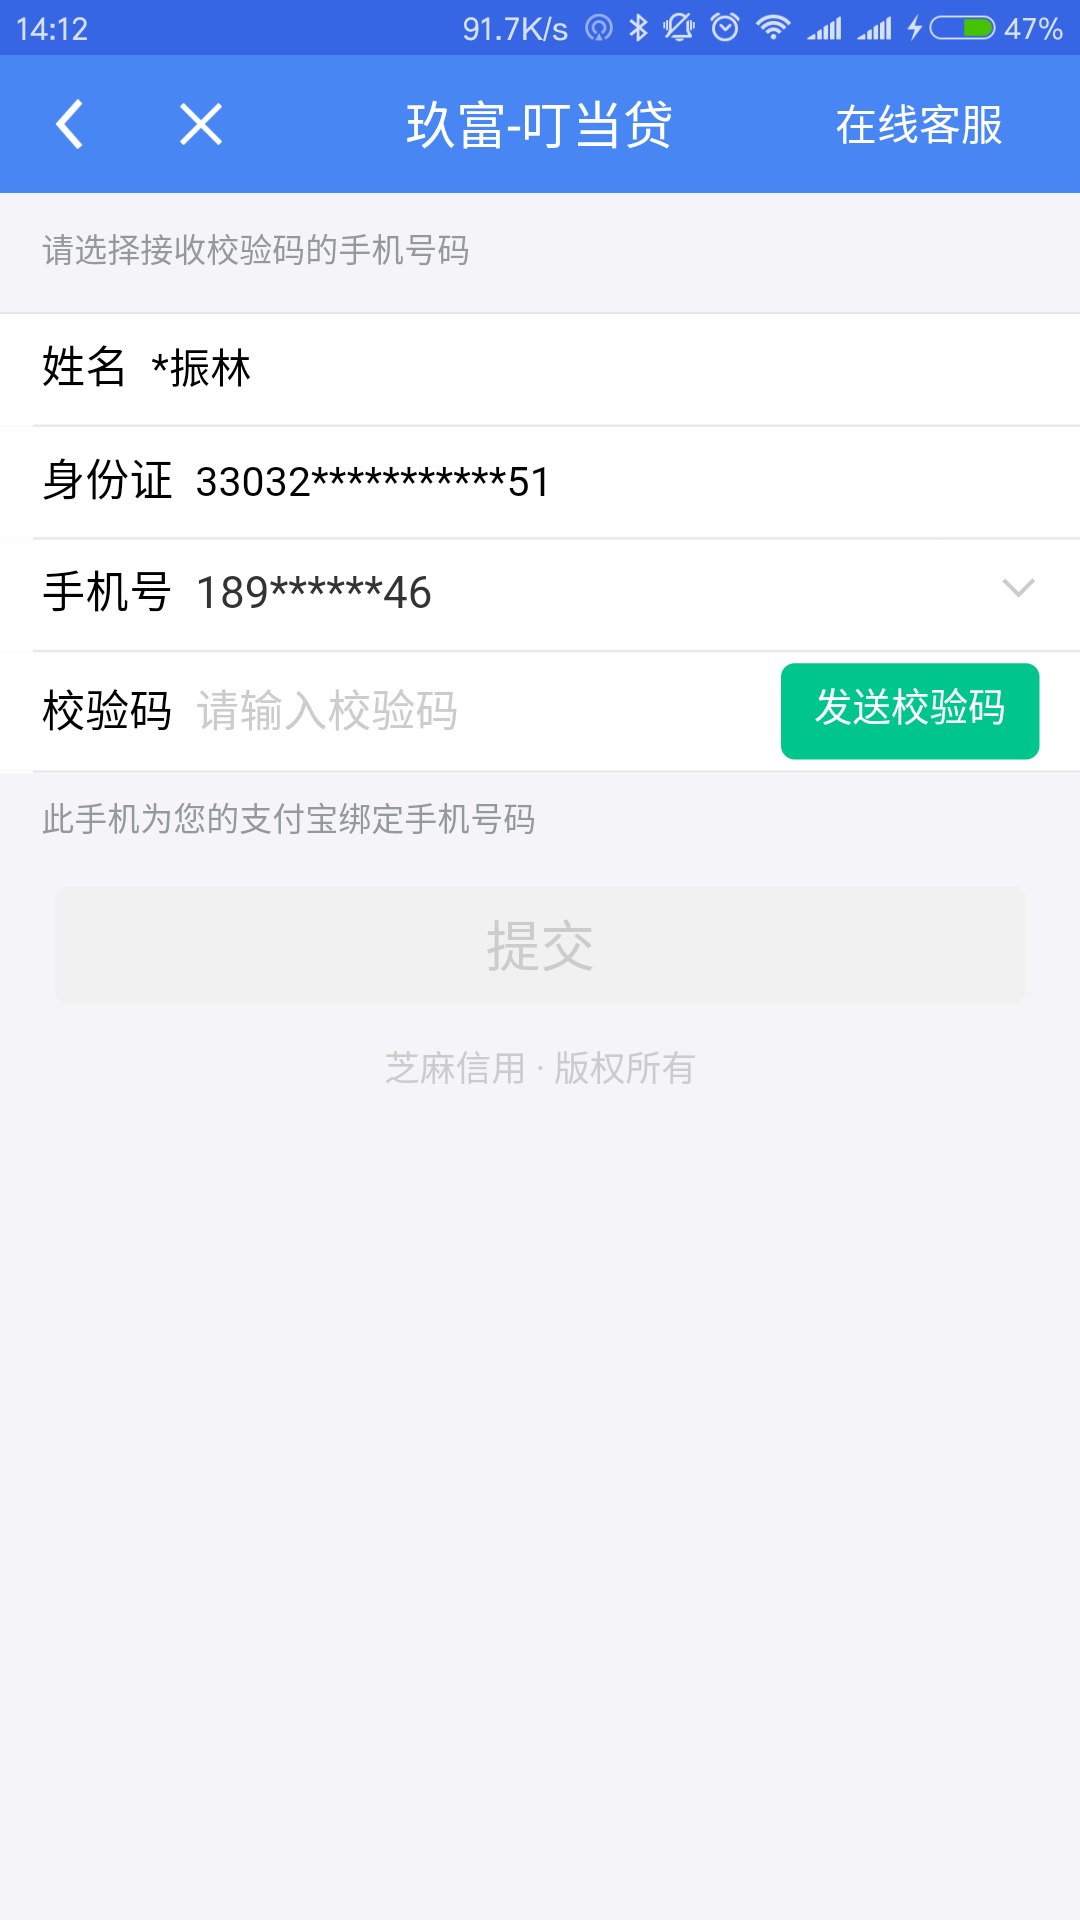 14:12 91.7K/s 47%
玖富-叮当贷 在线客服
请选择接收校验码的手机号码
姓名 *振林
身份证 33032***********51
手机号 189******46
校验码 请输入校验码 发送校验码
此手机为您的支付宝绑定手机号码
提交
芝麻信用 · 版权所有